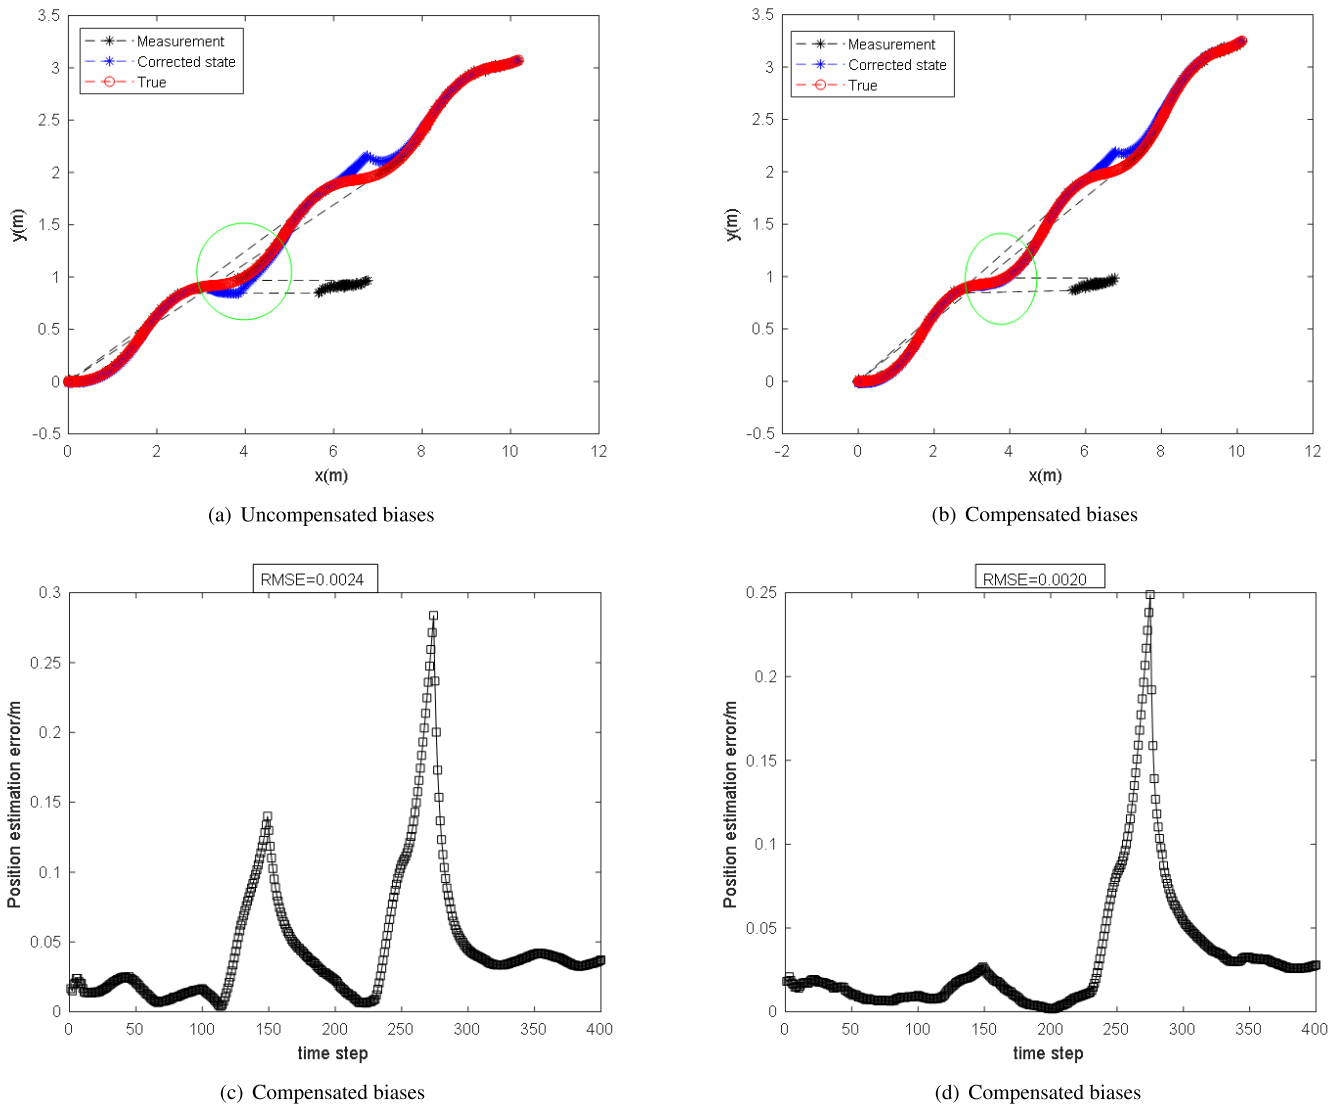 3.5
3
2.5
2
1.5
1
0.5
0
-0.5
y(m)
Measurement
Corrected state
True
0 2 4 6 8 10 12
x(m)
(a) Uncompensated biases
3.5
3
2.5
2
1.5
1
0.5
0
-0.5
y(m)
Measurement
Corrected state
True
-2 0 2 4 6 8 10 12
x(m)
(b) Compensated biases
RMSE=0.0024
0.3
0.25
0.2
0.15
0.1
0.05
0
Position estimation error/m
0 50 100 150 200 250 300 350 400
time step
(c) Compensated biases
RMSE=0.0020
0.25
0.2
0.15
0.1
0.05
0
Position estimation error/m
0 50 100 150 200 250 300 350 400
time step
(d) Compensated biases